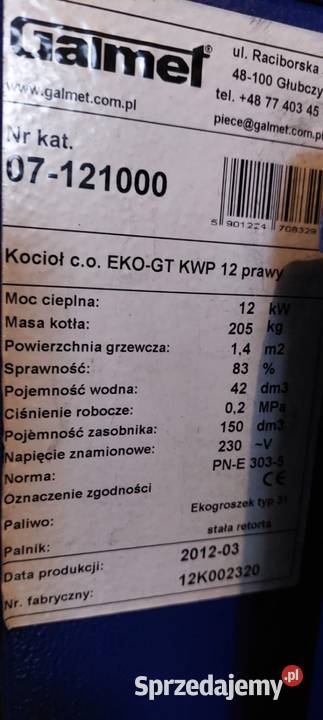 Galmet®
ul. Raciborska
48-100 Głubczy
tel. +48 77 403 45
piece@galmet.com.pl
www.galmet.com.pl
Nr kat.
07-121000
5 901224 708329
Kocioł c.o. EKO-GT KWP 12 prawy
Moc cieplna: 12 kW
Masa kotła: 205 kg
Powierzchnia grzewcza: 1,4 m2
Sprawność: 83 %
Pojemność wodna: 42 dm3
Ciśnienie robocze: 0,2 MPa
Pojemność zasobnika: 150 dm3
Napięcie znamionowe: 230 ~V
Norma: PN-E 303-5
Oznaczenie zgodności CE
Paliwo: Ekogroszek typ 31
Palnik: stała retorta
Data produkcji: 2012-03
Nr. fabryczny: 12K002320
Sprzedajemy.pl